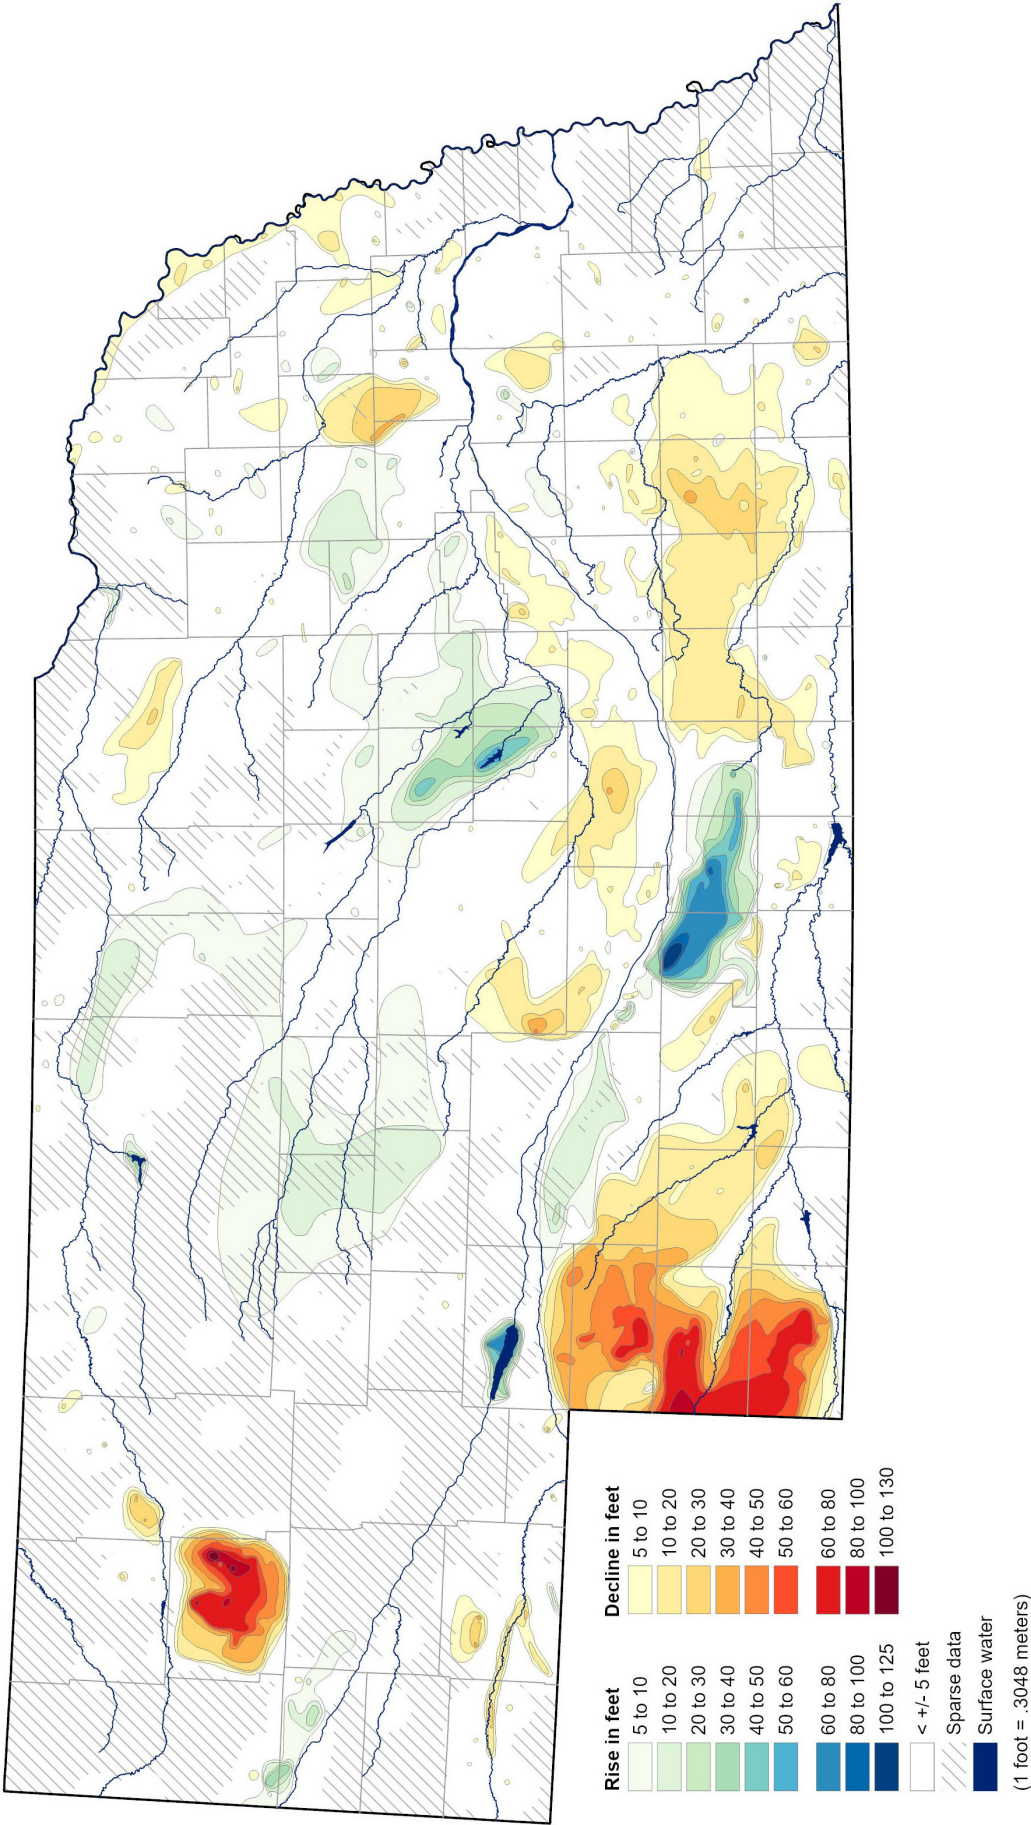 Rise in feet
5 to 10
10 to 20
20 to 30
30 to 40
40 to 50
50 to 60
60 to 80
80 to 100
100 to 125
< +/- 5 feet
Sparse data
Surface water
(1 foot = .3048 meters)
Decline in feet
5 to 10
10 to 20
20 to 30
30 to 40
40 to 50
50 to 60
60 to 80
80 to 100
100 to 130